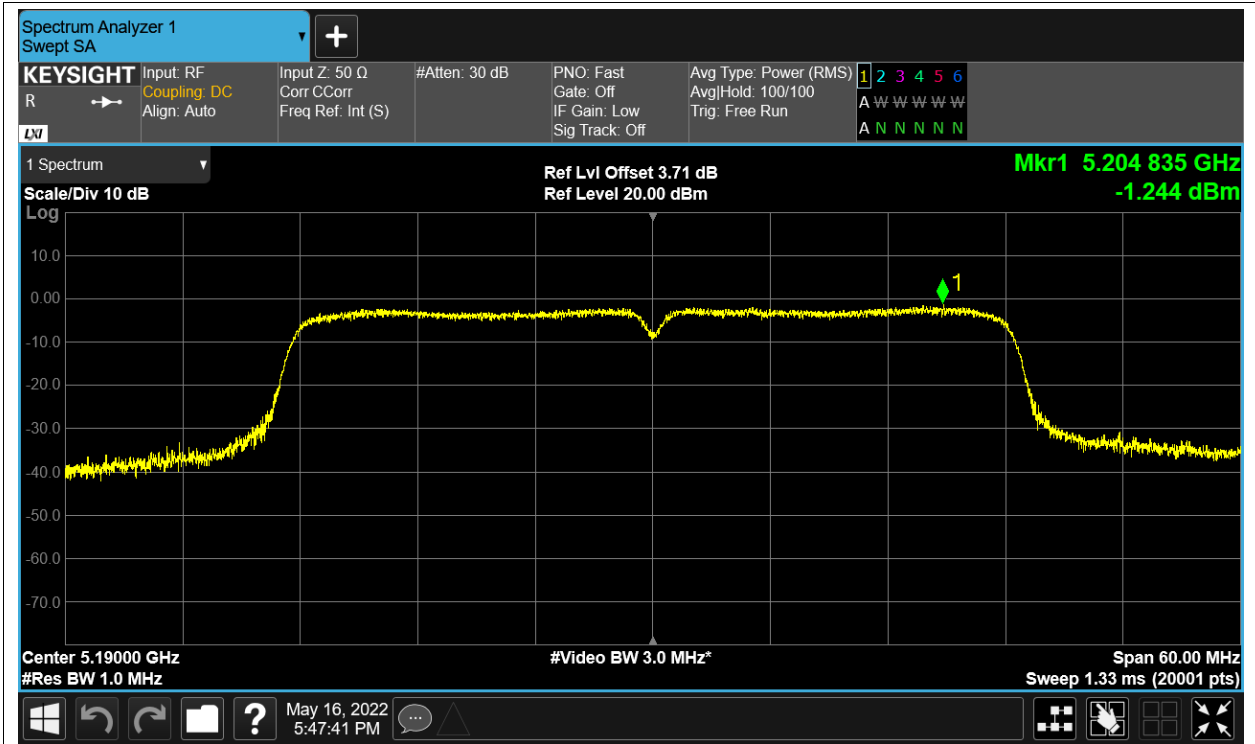 Spectrum Analyzer 1
Swept SA
KEYSIGHT
R
LXI
Input: RF
Coupling: DC
Align: Auto
Input Z: 50 Ω
Corr CCorr
Freq Ref: Int (S)
#Atten: 30 dB
PNO: Fast
Gate: Off
IF Gain: Low
Sig Track: Off
Avg Type: Power (RMS)
Avg|Hold: 100/100
Trig: Free Run
1 2 3 4 5 6
A W W W W W
A N N N N N
1 Spectrum
Scale/Div 10 dB
Ref Lvl Offset 3.71 dB
Ref Level 20.00 dBm
Mkr1 5.204 835 GHz
-1.244 dBm
Log
10.0
0.00
-10.0
-20.0
-30.0
-40.0
-50.0
-60.0
-70.0
1
Center 5.19000 GHz
#Res BW 1.0 MHz
#Video BW 3.0 MHz*
Span 60.00 MHz
Sweep 1.33 ms (20001 pts)
?
May 16, 2022
5:47:41 PM